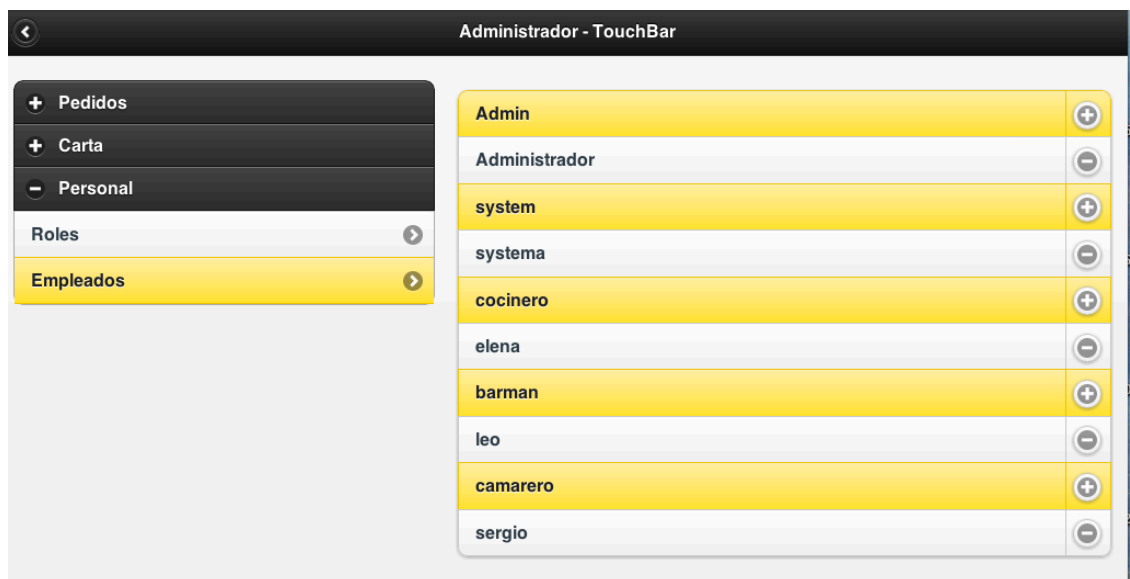 Administrador - TouchBar
Pedidos
Carta
Personal
Roles
Empleados
Admin
Administrador
system
systema
cocinero
elena
barman
leo
camarero
sergio